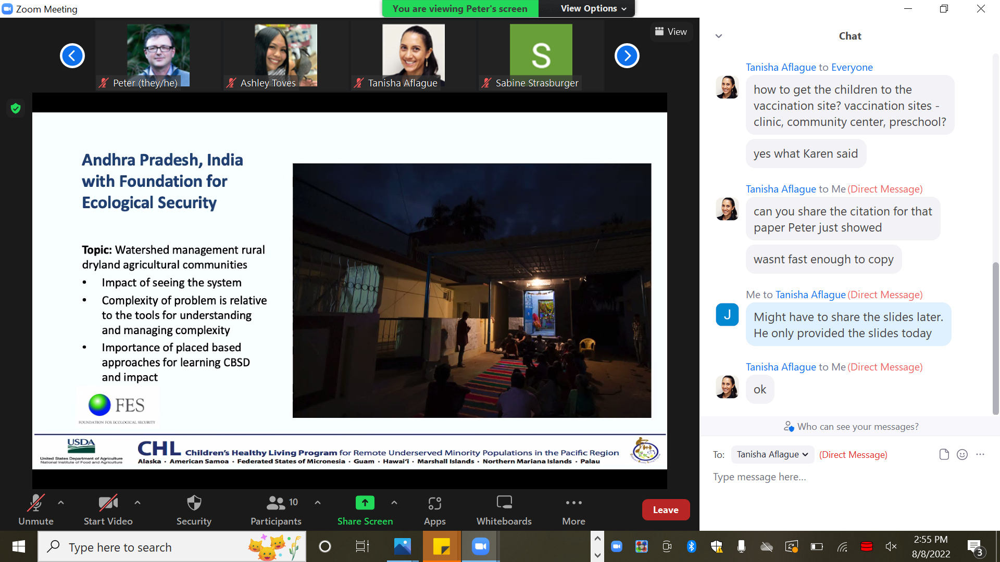 Zoom Meeting
You are viewing Peter's screen
View Options
View
Peter (they/he)
Ashley Toves
Tanisha Aflague
S
Sabine Strasburger
Andhra Pradesh, India
with Foundation for
Ecological Security
Topic: Watershed management rural
dryland agricultural communities
• Impact of seeing the system
• Complexity of problem is relative
to the tools for understanding
and managing complexity
• Importance of placed based
approaches for learning CBSD
and impact
FES
FOUNDATION FOR ECOLOGICAL SECURITY
USDA
United States Department of Agriculture
National Institute of Food and Agriculture
CHL Children's Healthy Living Program for Remote Underserved Minority Populations in the Pacific Region
Alaska · American Samoa · Federated States of Micronesia · Guam · Hawai'i · Marshall Islands · Northern Mariana Islands · Palau
Unmute
Start Video
Security
10
Participants
Share Screen
Apps
Whiteboards
More
Leave
Chat
Tanisha Aflague to Everyone
how to get the children to the
vaccination site? vaccination sites -
clinic, community center, preschool?
yes what Karen said
Tanisha Aflague to Me (Direct Message)
can you share the citation for that
paper Peter just showed
wasnt fast enough to copy
Me to Tanisha Aflague (Direct Message)
J
Might have to share the slides later.
He only provided the slides today
Tanisha Aflague to Me (Direct Message)
ok
Who can see your messages?
To: Tanisha Aflague (Direct Message)
Type message here...
Type here to search
2:55 PM
8/8/2022
3